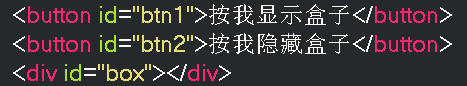 <button id="btn1">按我显示盒子</button>
<button id="btn2">按我隐藏盒子</button>
<div id="box"></div>